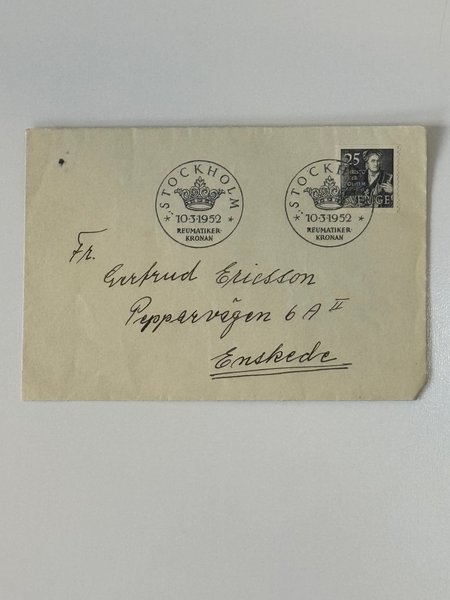 STOCKHOLM
10·3·1952
REUMATIKER-
KRONAN
STOCKHOLM
10·3·1952
REUMATIKER-
KRONAN
25
SVERIGE
Fr.
Gertrud Ericsson
Pepparvägen 6 A II
Enskede